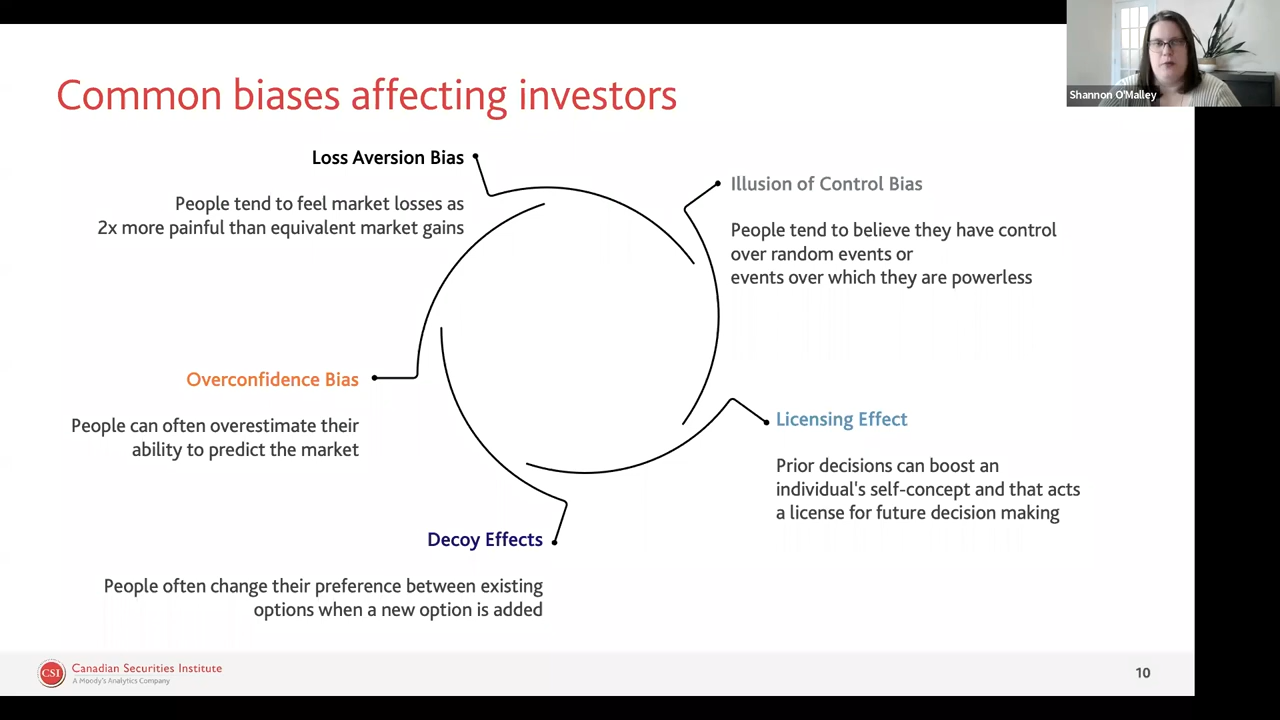 Shannon O'Malley
Common biases affecting investors
Loss Aversion Bias
People tend to feel market losses as
2x more painful than equivalent market gains
Illusion of Control Bias
People tend to believe they have control
over random events or
events over which they are powerless
Overconfidence Bias
People can often overestimate their
ability to predict the market
Licensing Effect
Prior decisions can boost an
individual's self-concept and that acts
a license for future decision making
Decoy Effects
People often change their preference between existing
options when a new option is added
CSI
Canadian Securities Institute
A Moody's Analytics Company
10